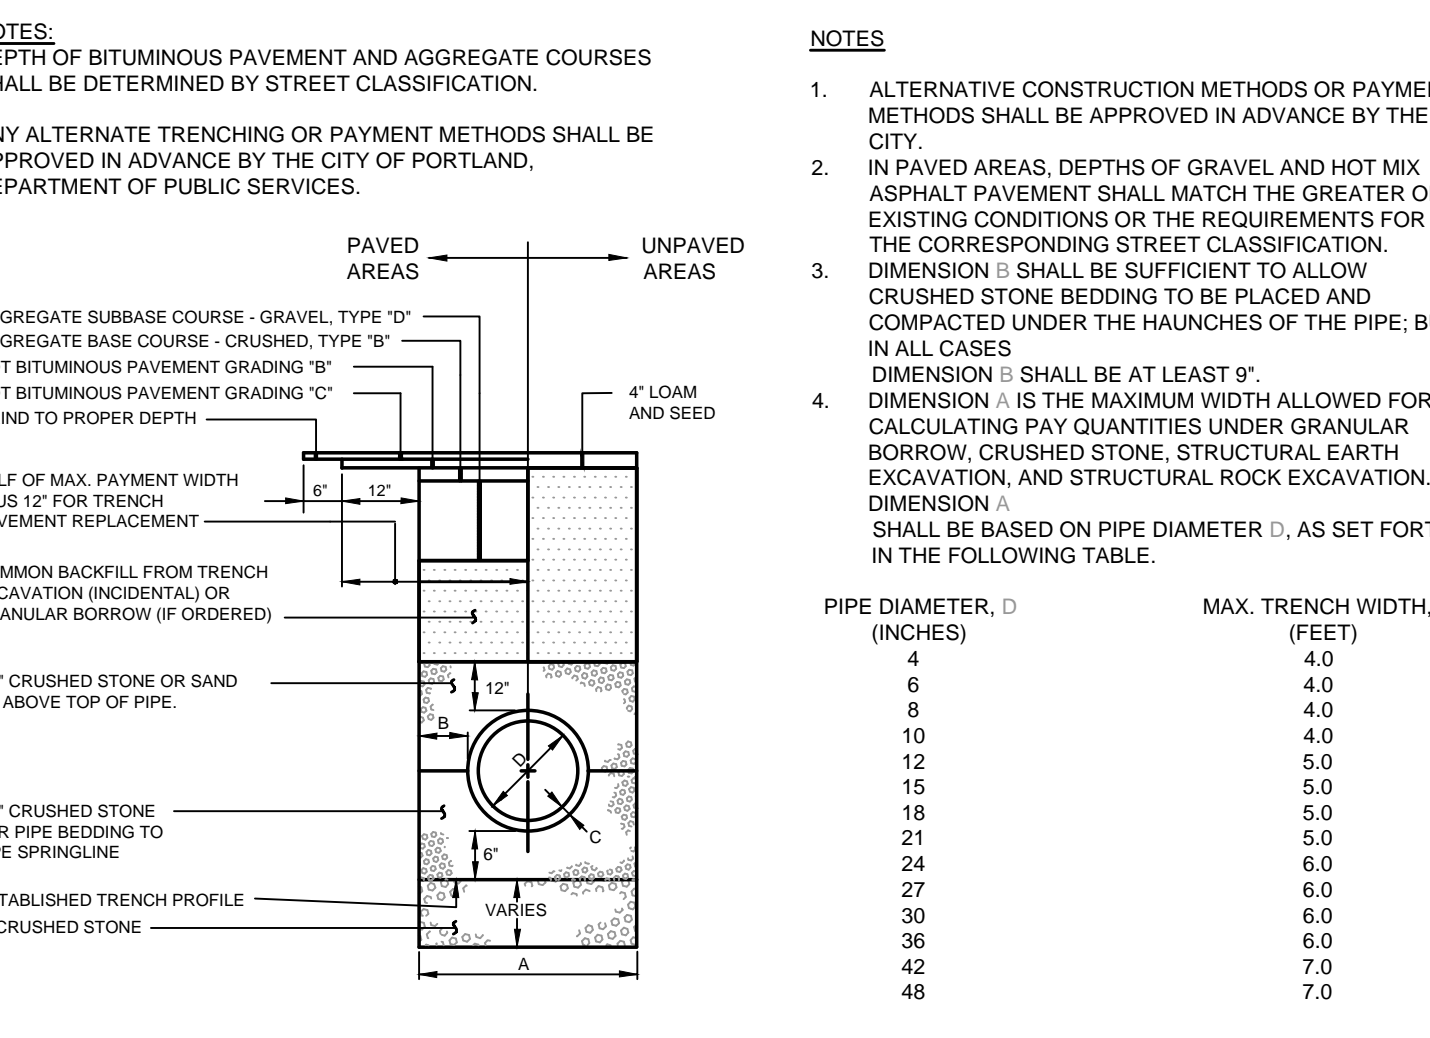 OTES:
EPTH OF BITUMINOUS PAVEMENT AND AGGREGATE COURSES
HALL BE DETERMINED BY STREET CLASSIFICATION.
NY ALTERNATE TRENCHING OR PAYMENT METHODS SHALL BE
PPROVED IN ADVANCE BY THE CITY OF PORTLAND,
EPARTMENT OF PUBLIC SERVICES.
PAVED
AREAS
UNPAVED
AREAS
GREGATE SUBBASE COURSE - GRAVEL, TYPE "D"
GREGATE BASE COURSE - CRUSHED, TYPE "B"
T BITUMINOUS PAVEMENT GRADING "B"
T BITUMINOUS PAVEMENT GRADING "C"
IND TO PROPER DEPTH
4" LOAM
AND SEED
LF OF MAX. PAYMENT WIDTH
US 12" FOR TRENCH
VEMENT REPLACEMENT
6"
12"
MMON BACKFILL FROM TRENCH
CAVATION (INCIDENTAL) OR
ANULAR BORROW (IF ORDERED)
" CRUSHED STONE OR SAND
ABOVE TOP OF PIPE.
12"
B
D
" CRUSHED STONE
R PIPE BEDDING TO
PE SPRINGLINE
C
6"
TABLISHED TRENCH PROFILE
CRUSHED STONE
VARIES
A
NOTES
1. ALTERNATIVE CONSTRUCTION METHODS OR PAYME
METHODS SHALL BE APPROVED IN ADVANCE BY THE
CITY.
2. IN PAVED AREAS, DEPTHS OF GRAVEL AND HOT MIX
ASPHALT PAVEMENT SHALL MATCH THE GREATER O
EXISTING CONDITIONS OR THE REQUIREMENTS FOR
THE CORRESPONDING STREET CLASSIFICATION.
3. DIMENSION B SHALL BE SUFFICIENT TO ALLOW
CRUSHED STONE BEDDING TO BE PLACED AND
COMPACTED UNDER THE HAUNCHES OF THE PIPE; B
IN ALL CASES
DIMENSION B SHALL BE AT LEAST 9".
4. DIMENSION A IS THE MAXIMUM WIDTH ALLOWED FOR
CALCULATING PAY QUANTITIES UNDER GRANULAR
BORROW, CRUSHED STONE, STRUCTURAL EARTH
EXCAVATION, AND STRUCTURAL ROCK EXCAVATION.
DIMENSION A
SHALL BE BASED ON PIPE DIAMETER D, AS SET FORT
IN THE FOLLOWING TABLE.
PIPE DIAMETER, D MAX. TRENCH WIDTH,
(INCHES) (FEET)
4 4.0
6 4.0
8 4.0
10 4.0
12 5.0
15 5.0
18 5.0
21 5.0
24 6.0
27 6.0
30 6.0
36 6.0
42 7.0
48 7.0